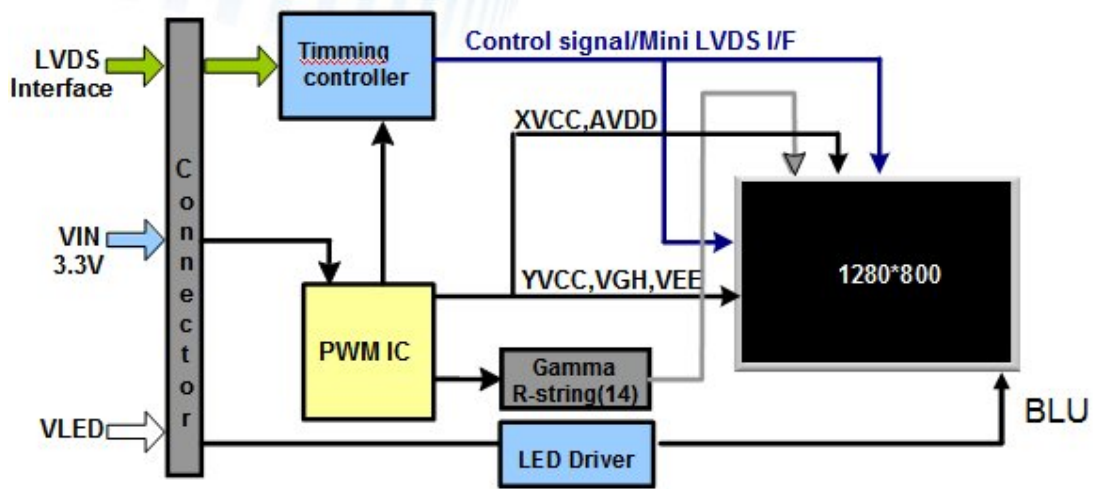 LVDS
Interface
Connector
Timming
controller
Control signal/Mini LVDS I/F
XVCC,AVDD
VIN
3.3V
1280*800
YVCC,VGH,VEE
PWM IC
Gamma
R-string(14)
VLED
LED Driver
BLU